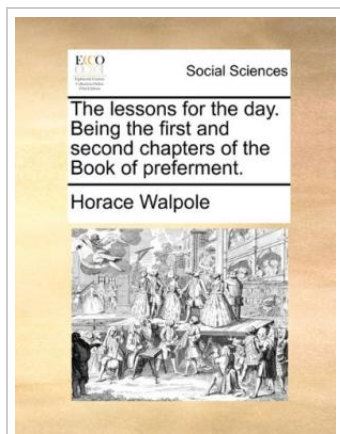 ECCO
Social Sciences
The lessons for the day.
Being the first and
second chapters of the
Book of preferment.
Horace Walpole